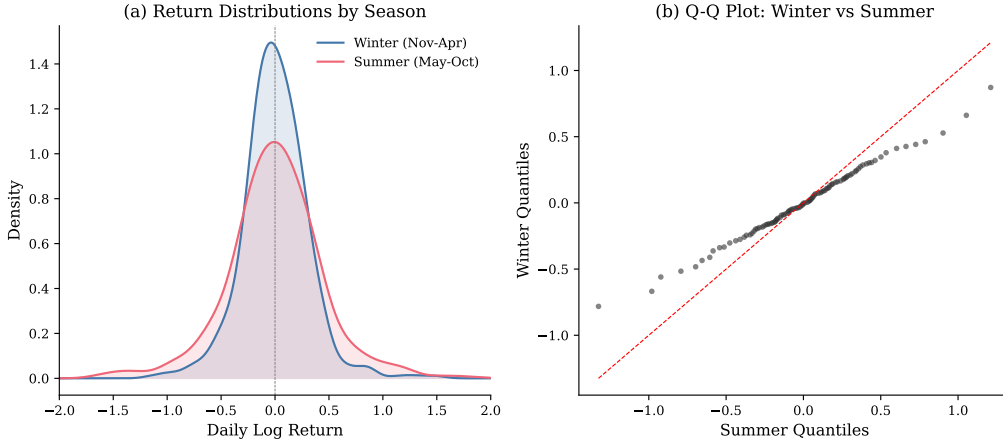 (a) Return Distributions by Season
Winter (Nov-Apr)
Summer (May-Oct)
Density
1.4
1.2
1.0
0.8
0.6
0.4
0.2
0.0
−2.0 −1.5 −1.0 −0.5 0.0 0.5 1.0 1.5 2.0
Daily Log Return
(b) Q-Q Plot: Winter vs Summer
Winter Quantiles
1.0
0.5
0.0
−0.5
−1.0
−1.0 −0.5 0.0 0.5 1.0
Summer Quantiles